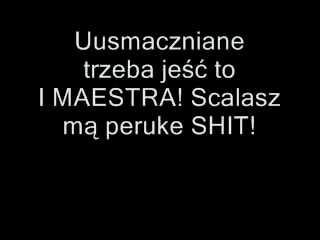 Uusmaczniane
trzeba jeść to
I MAESTRA! Scalasz
mą peruke SHIT!